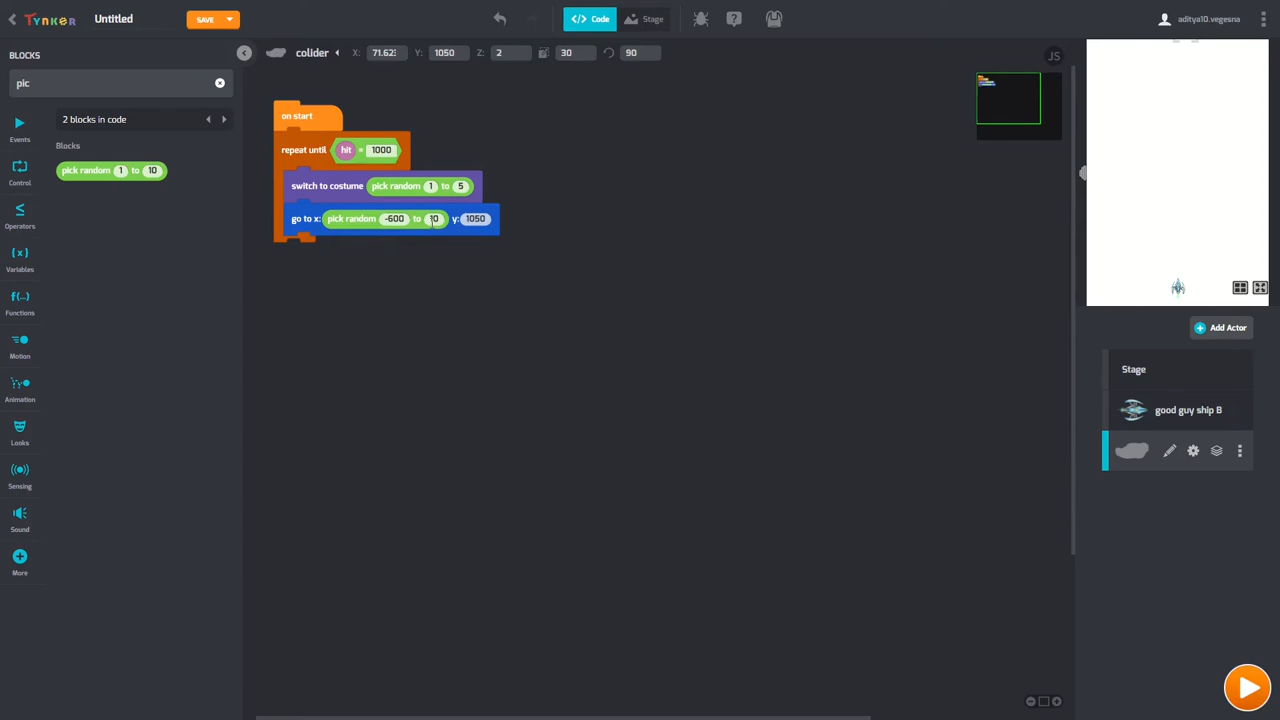 TYNKER Untitled SAVE </> Code Stage aditya10.vegesna
BLOCKS colider X: 71.62: Y: 1050 Z: 2 30 90
JS
pic
2 blocks in code
Blocks
pick random 1 to 10
Events
Control
Operators
(x)
Variables
f(...)
Functions
Motion
Animation
Looks
Sensing
Sound
More
on start
repeat until hit = 1000
switch to costume pick random 1 to 5
go to x: pick random -600 to 10 y: 1050
Add Actor
Stage
good guy ship B